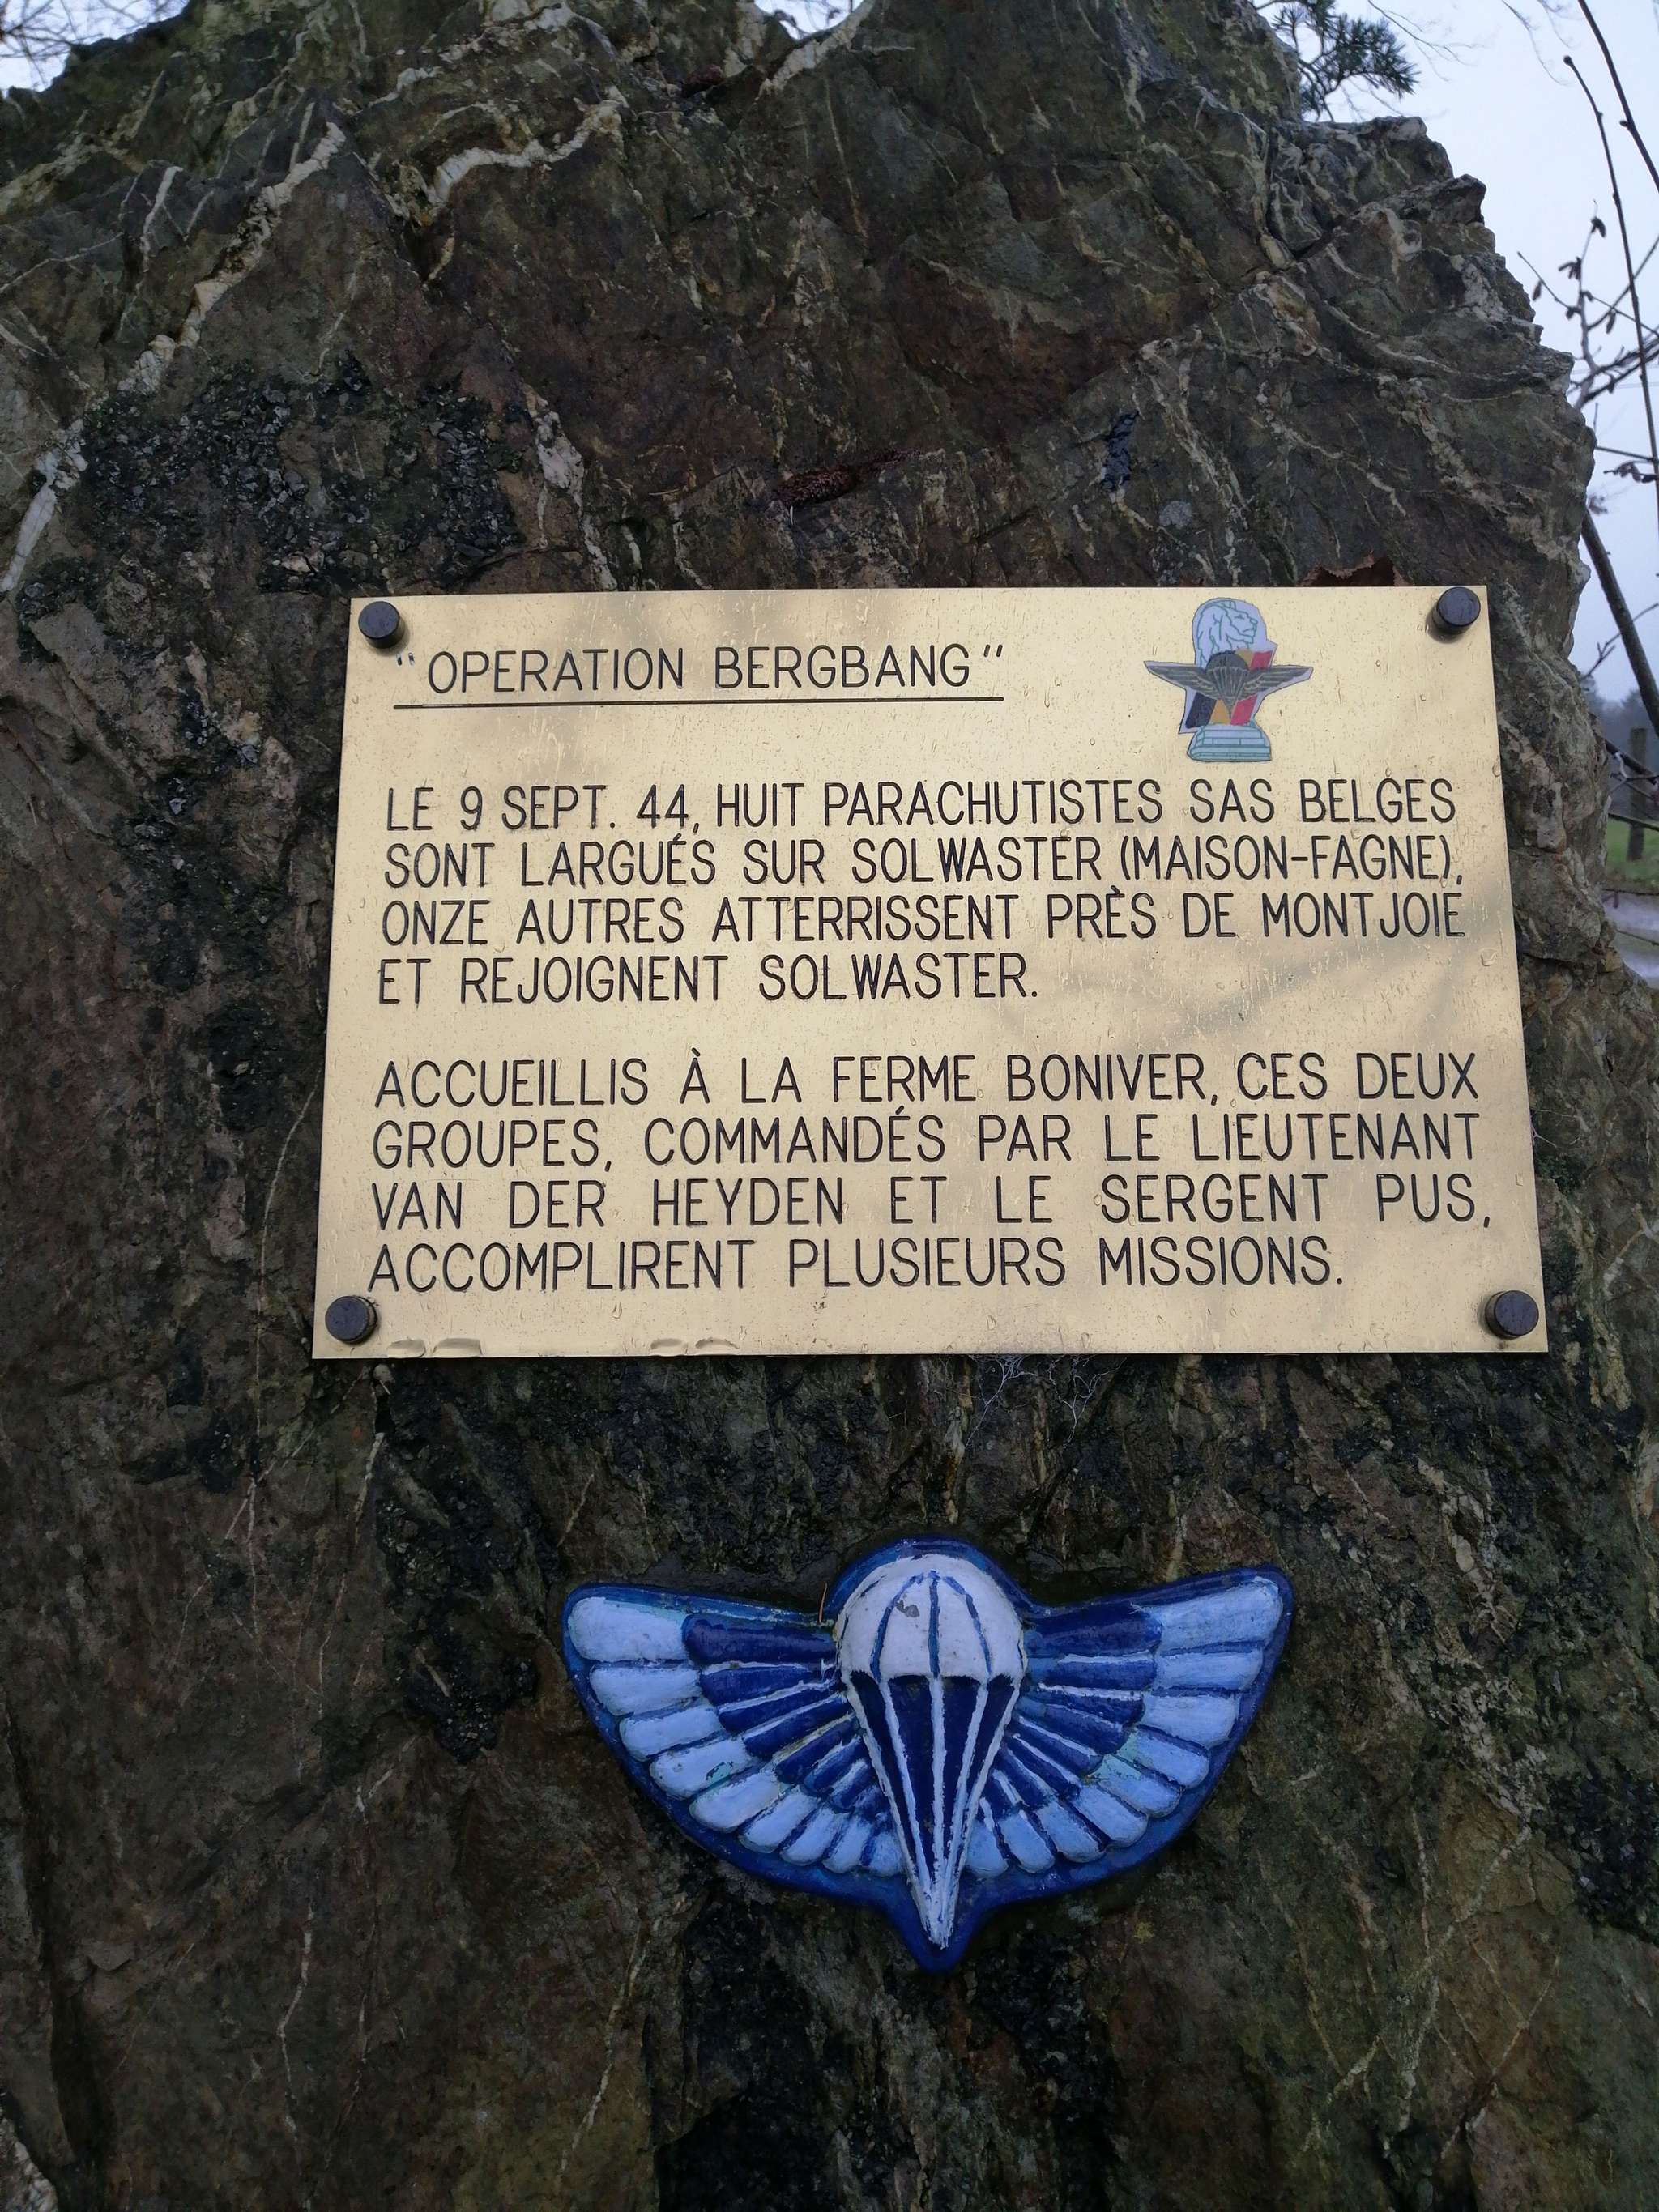 "OPERATION BERGBANG"
LE 9 SEPT. 44, HUIT PARACHUTISTES SAS BELGES
SONT LARGUÉS SUR SOLWASTER (MAISON-FAGNE),
ONZE AUTRES ATTERRISSENT PRÈS DE MONTJOIE
ET REJOIGNENT SOLWASTER.
ACCUEILLIS À LA FERME BONIVER, CES DEUX
GROUPES, COMMANDÉS PAR LE LIEUTENANT
VAN DER HEYDEN ET LE SERGENT PUS,
ACCOMPLIRENT PLUSIEURS MISSIONS.